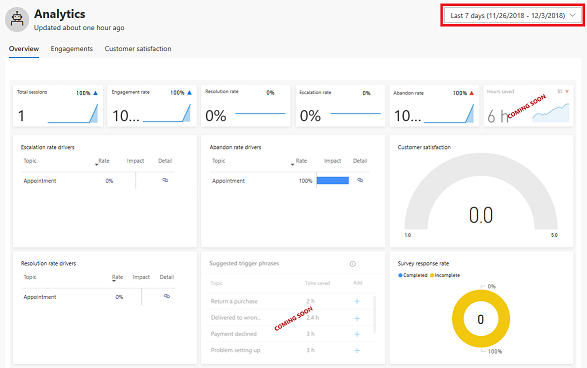 Analytics
Updated about one hour ago
Last 7 days (11/26/2018 - 12/3/2018)
Overview Engagements Customer satisfaction
Total sessions 100% ▲
1
Engagement rate 100% ▲
10...
Resolution rate 0%
0%
Escalation rate 0%
0%
Abandon rate 100% ▲
10...
Hours saved
6 h
COMING SOON
Escalation rate drivers
Topic Rate Impact Detail
Appointment 0%
Abandon rate drivers
Topic Rate Impact Detail
Appointment 100%
Customer satisfaction
0.0
1.0 5.0
Resolution rate drivers
Topic Rate Impact Detail
Appointment 0%
Suggested trigger phrases
Topic Time saved Add
Return a purchase 2 h +
Delivered to wron... 2.4 h +
Payment declined 3 h +
Problem setting up 3 h +
COMING SOON
Survey response rate
Completed Incomplete
0%
0
100%